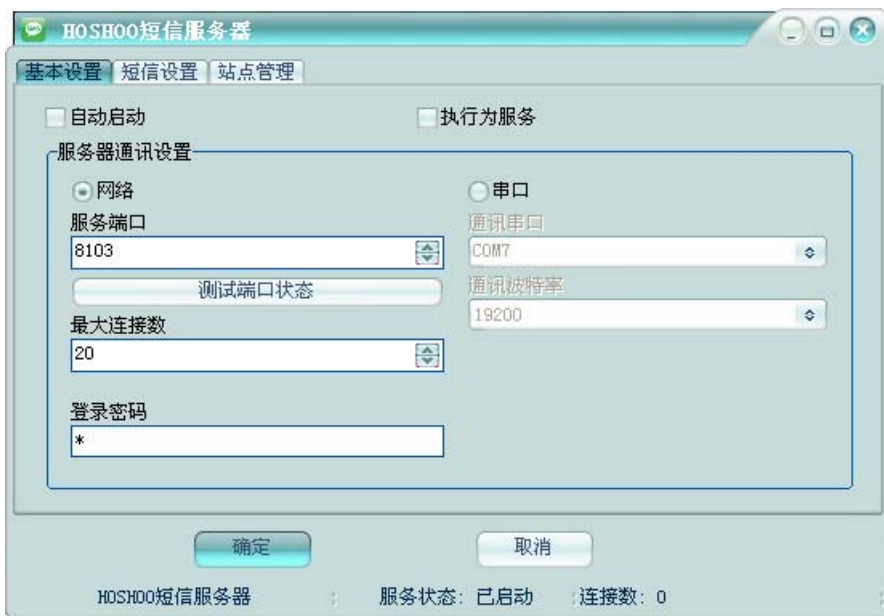 HOSHOO短信服务器
基本设置 短信设置 站点管理
自动启动 执行为服务
服务器通讯设置
网络 串口
服务端口 通讯串口
8103 COM7
测试端口状态 通讯波特率
19200
最大连接数
20
登录密码
*
确定 取消
HOSHOO短信服务器 服务状态: 已启动 连接数: 0